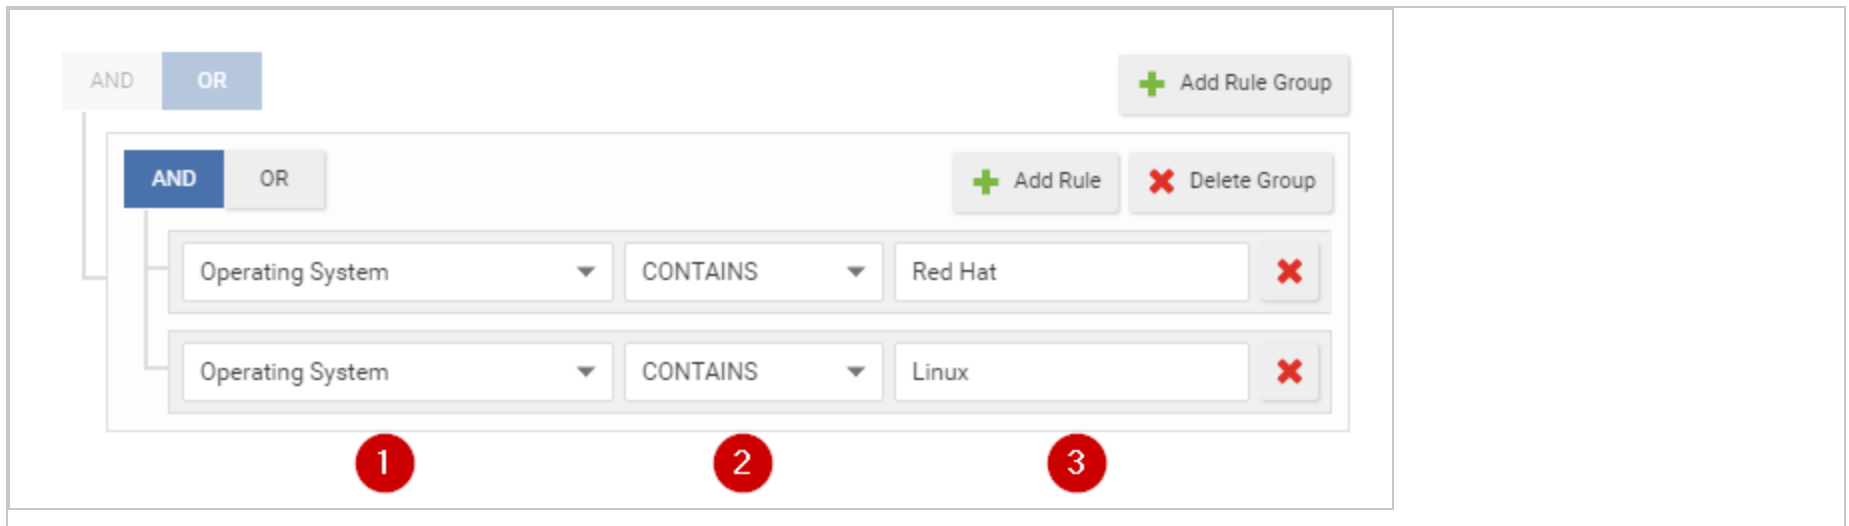 AND OR Add Rule Group
AND OR Add Rule Delete Group
Operating System CONTAINS Red Hat
Operating System CONTAINS Linux
1 2 3